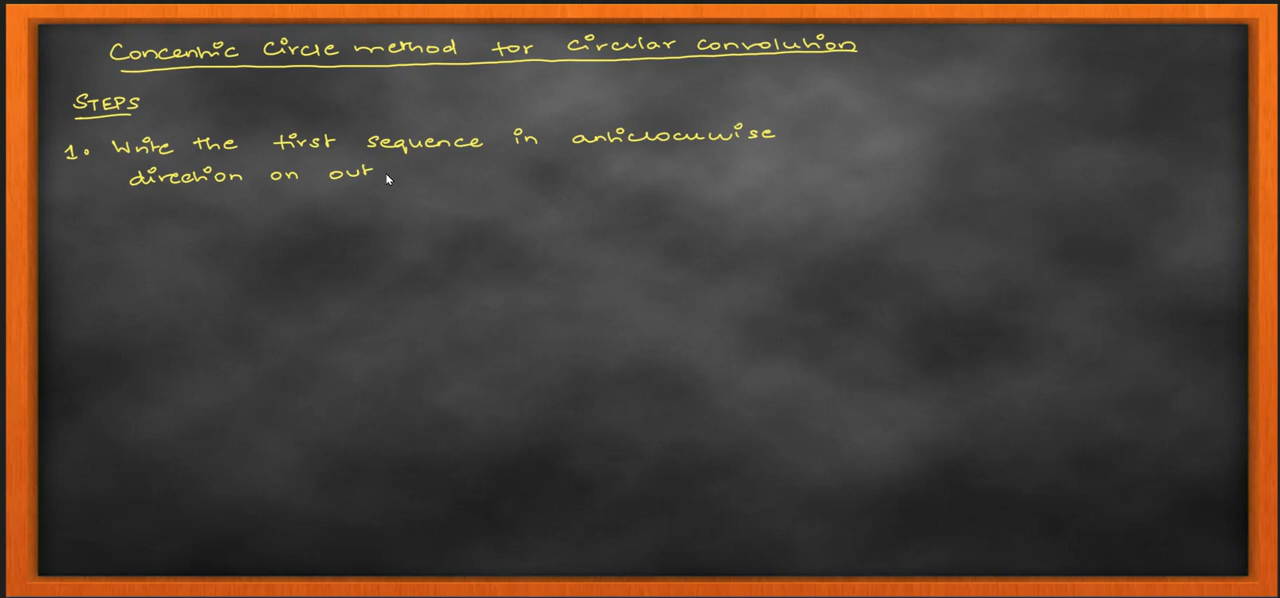 Concentric Circle method for circular convolution
STEPS
1. Write the first sequence in anticlockwise
direction on out